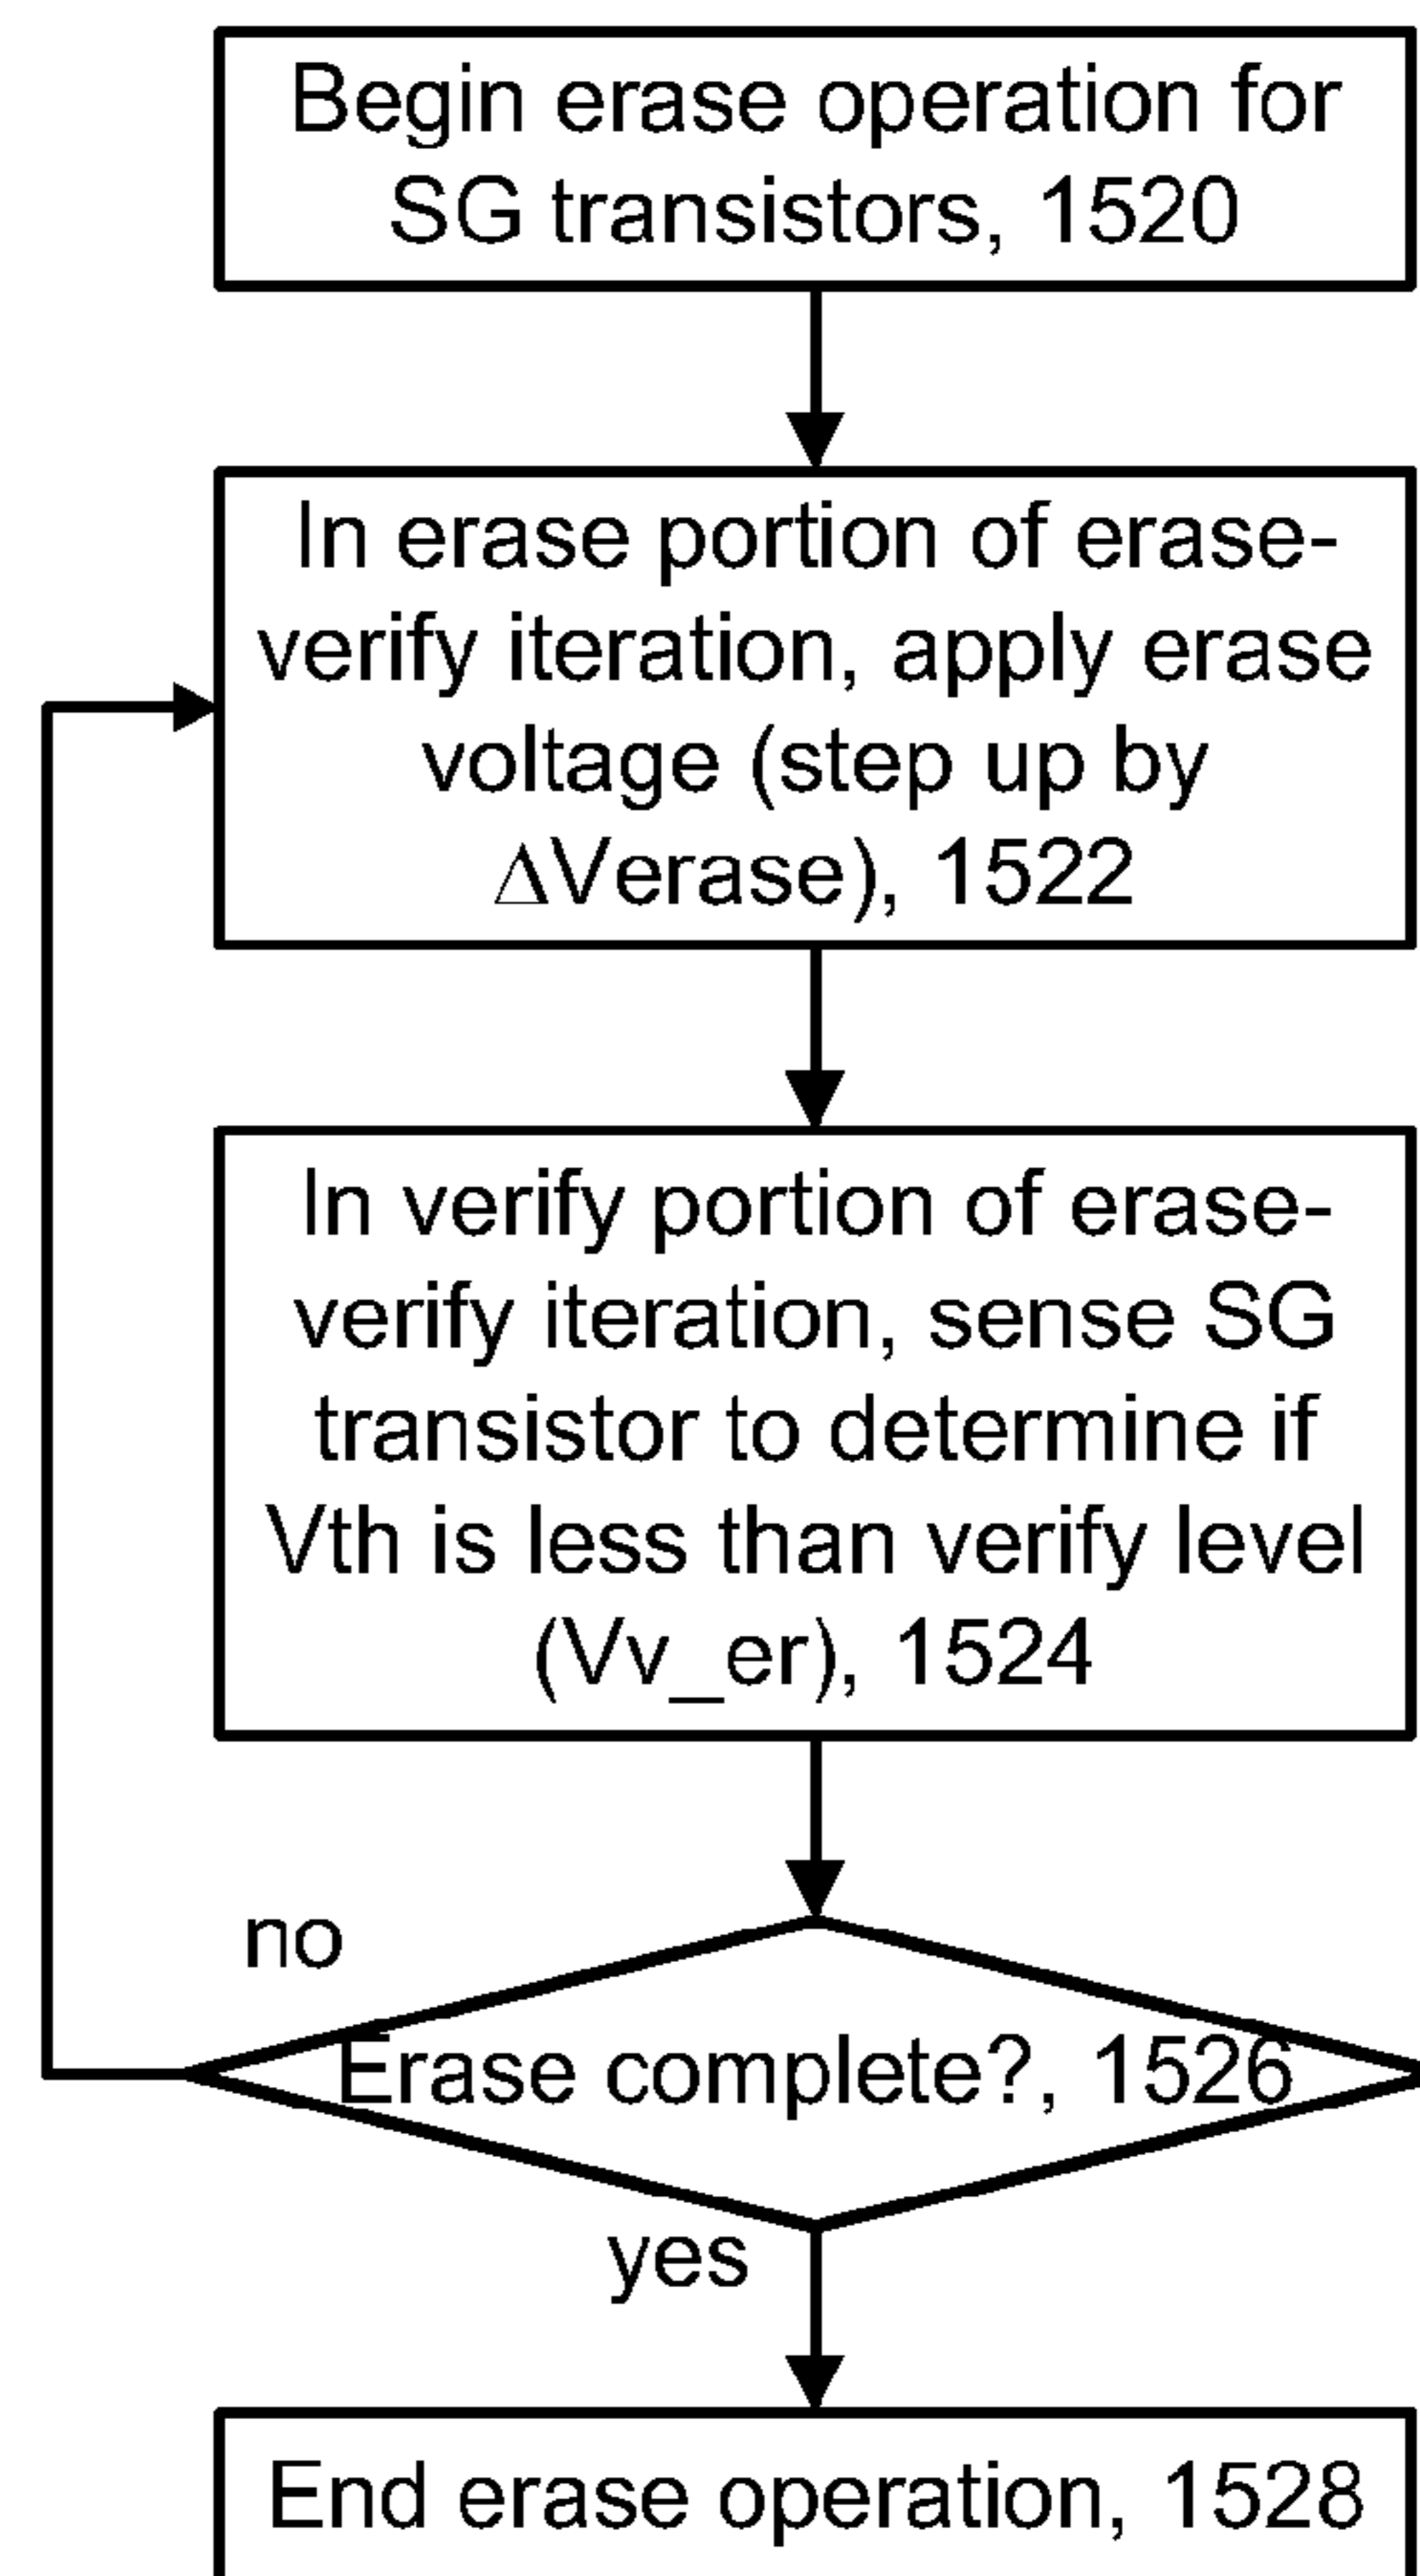 Begin erase operation for
SG transistors, 1520
In erase portion of erase-
verify iteration, apply erase
voltage (step up by
ΔVerase), 1522
In verify portion of erase-
verify iteration, sense SG
transistor to determine if
Vth is less than verify level
(Vv_er), 1524
no
Erase complete?, 1526
yes
End erase operation, 1528